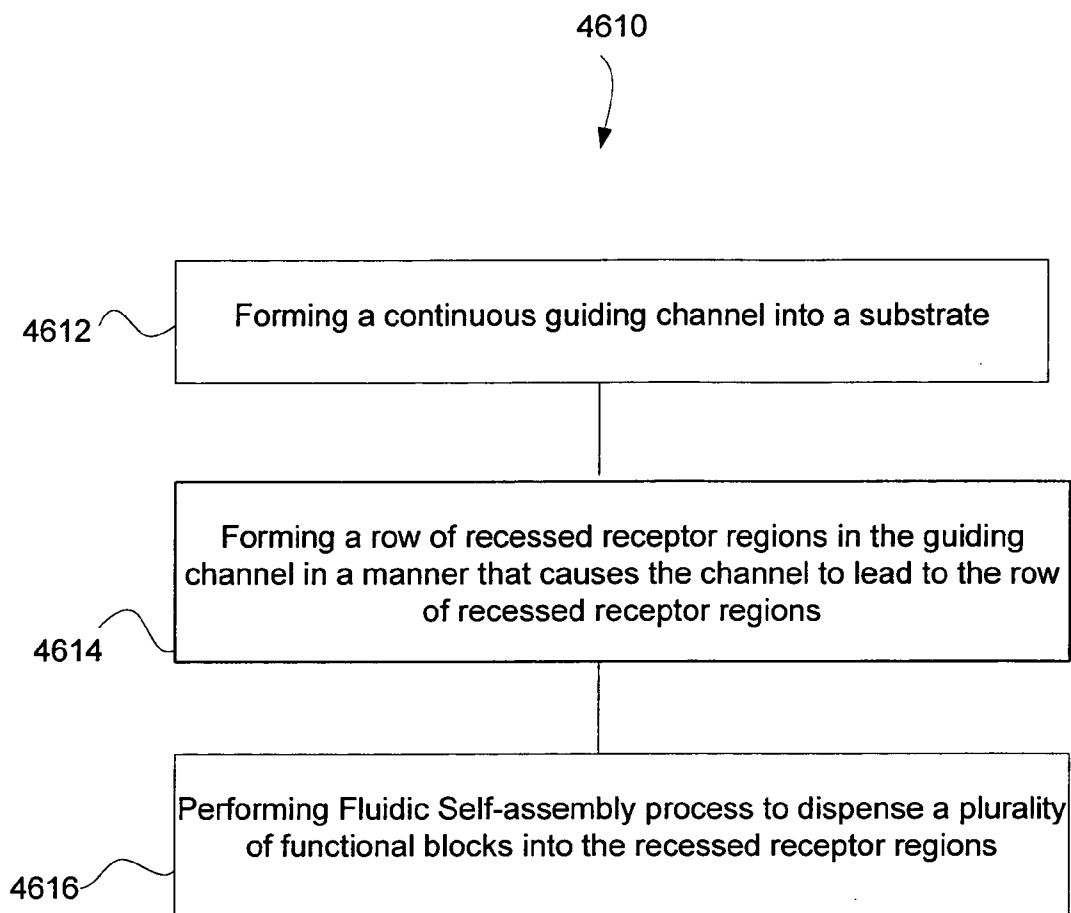 4610
4612
Forming a continuous guiding channel into a substrate
Forming a row of recessed receptor regions in the guiding
channel in a manner that causes the channel to lead to the row
of recessed receptor regions
4614
Performing Fluidic Self-assembly process to dispense a plurality
of functional blocks into the recessed receptor regions
4616